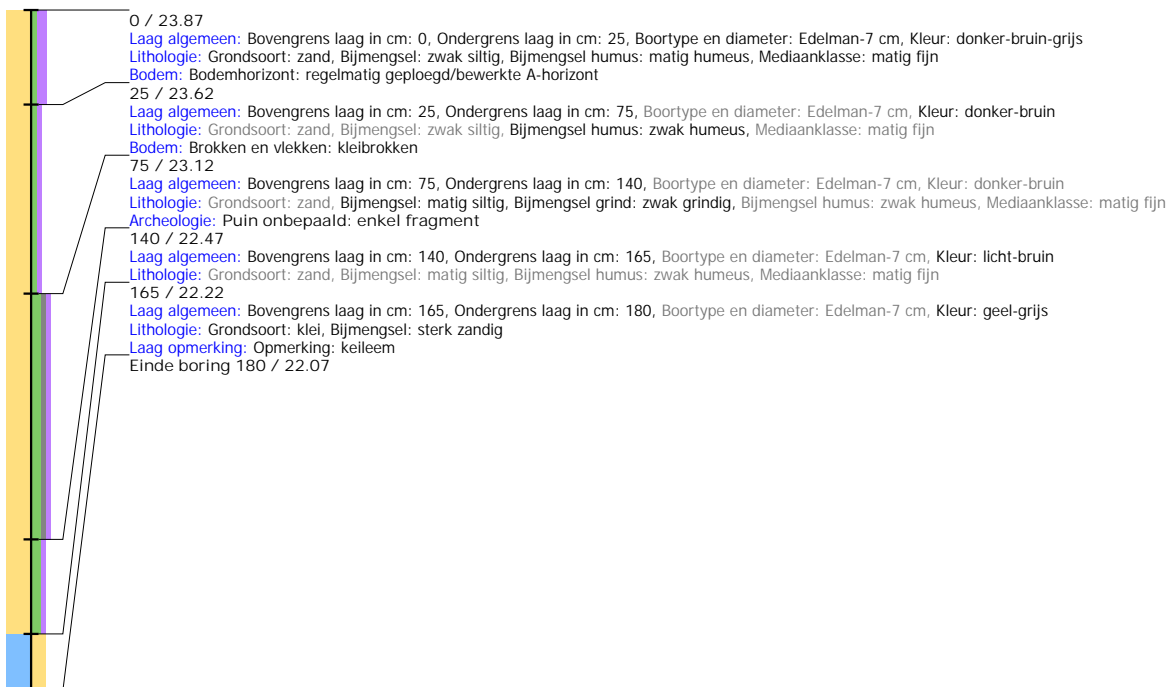 0 / 23.87
Laag algemeen: Bovengrens laag in cm: 0, Ondergrens laag in cm: 25, Boortype en diameter: Edelman-7 cm, Kleur: donker-bruin-grijs
Lithologie: Grondsoort: zand, Bijmengsel: zwak siltig, Bijmengsel humus: matig humeus, Mediaanklasse: matig fijn
Bodem: Bodemhorizont: regelmatig geploegd/bewerkte A-horizont
25 / 23.62
Laag algemeen: Bovengrens laag in cm: 25, Ondergrens laag in cm: 75, Boortype en diameter: Edelman-7 cm, Kleur: donker-bruin
Lithologie: Grondsoort: zand, Bijmengsel: zwak siltig, Bijmengsel humus: zwak humeus, Mediaanklasse: matig fijn
Bodem: Brokken en vlekken: kleibrokken
75 / 23.12
Laag algemeen: Bovengrens laag in cm: 75, Ondergrens laag in cm: 140, Boortype en diameter: Edelman-7 cm, Kleur: donker-bruin
Lithologie: Grondsoort: zand, Bijmengsel: matig siltig, Bijmengsel grind: zwak grindig, Bijmengsel humus: zwak humeus, Mediaanklasse: matig fijn
Archeologie: Puin onbepaald: enkel fragment
140 / 22.47
Laag algemeen: Bovengrens laag in cm: 140, Ondergrens laag in cm: 165, Boortype en diameter: Edelman-7 cm, Kleur: licht-bruin
Lithologie: Grondsoort: zand, Bijmengsel: matig siltig, Bijmengsel humus: zwak humeus, Mediaanklasse: matig fijn
165 / 22.22
Laag algemeen: Bovengrens laag in cm: 165, Ondergrens laag in cm: 180, Boortype en diameter: Edelman-7 cm, Kleur: geel-grijs
Lithologie: Grondsoort: klei, Bijmengsel: sterk zandig
Laag opmerking: Opmerking: keileem
Einde boring 180 / 22.07